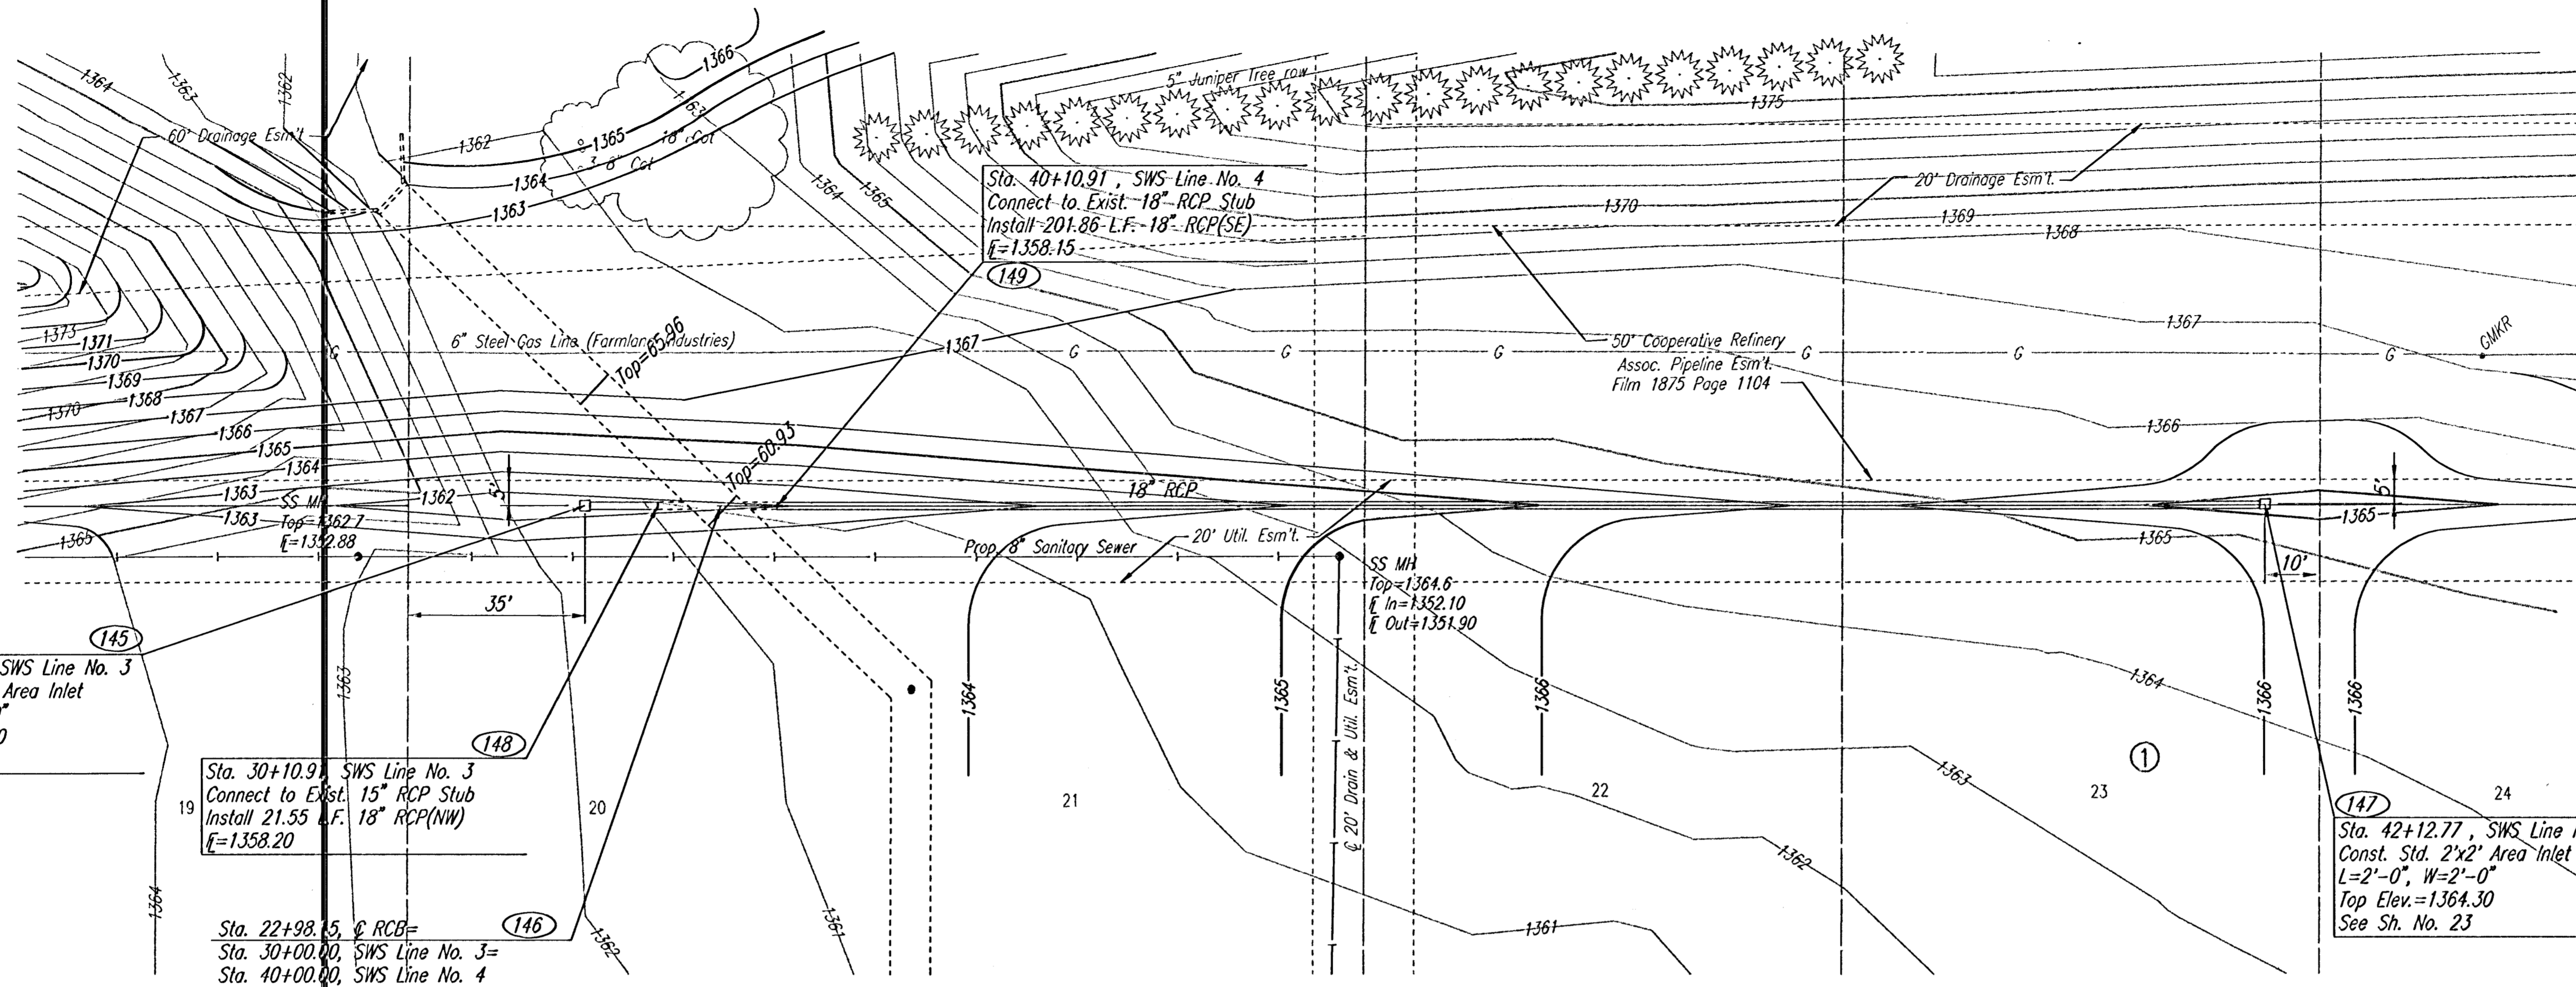 1364
1363
1362
1366
1363
60' Drainage Esm't
1362
1365
18" Cot
3-8" Cot
1364
1363
5" Juniper Tree row
1375
1364
1365
Sta. 40+10.91 , SWS Line No. 4
Connect to Exist. 18" RCP Stub
Install 201.86 L.F. 18" RCP(SE)
FL=1358.15
149
20' Drainage Esm't.
1370
1369
1368
1373
1371
1370
1369
1368
1370
1367
1366
1365
1364
1363
1363
1362
1365
G
6" Steel Gas Line (Farmland Industries)
Top=65.96
1367
G
G
G
50' Cooperative Refinery
Assoc. Pipeline Esm't.
Film 1875 Page 1104
G
G
1367
G
GMKR
1366
Top=60.93
18" RCP
5'
5'
1365
1365
SS MH
Top=1362.7
FL=1352.88
Prop. 8" Sanitary Sewer
20' Util. Esm't.
SS MH
Top=1364.6
FL In=1352.10
FL Out=1351.90
10'
35'
145
SWS Line No. 3
Area Inlet
1363
1364
1365
1366
1366
1366
1364
148
Sta. 30+10.91, SWS Line No. 3
Connect to Exist. 15" RCP Stub
Install 21.55 L.F. 18" RCP(NW)
FL=1358.20
19
20
21
22
23
24
1
℄ 20' Drain & Util. Esm't.
1363
1362
1361
1364
1362
1361
147
Sta. 42+12.77 , SWS Line
Const. Std. 2'x2' Area Inlet
L=2'-0", W=2'-0"
Top Elev.=1364.30
See Sh. No. 23
146
Sta. 22+98.15, ℄ RCB=
Sta. 30+00.00, SWS Line No. 3=
Sta. 40+00.00, SWS Line No. 4